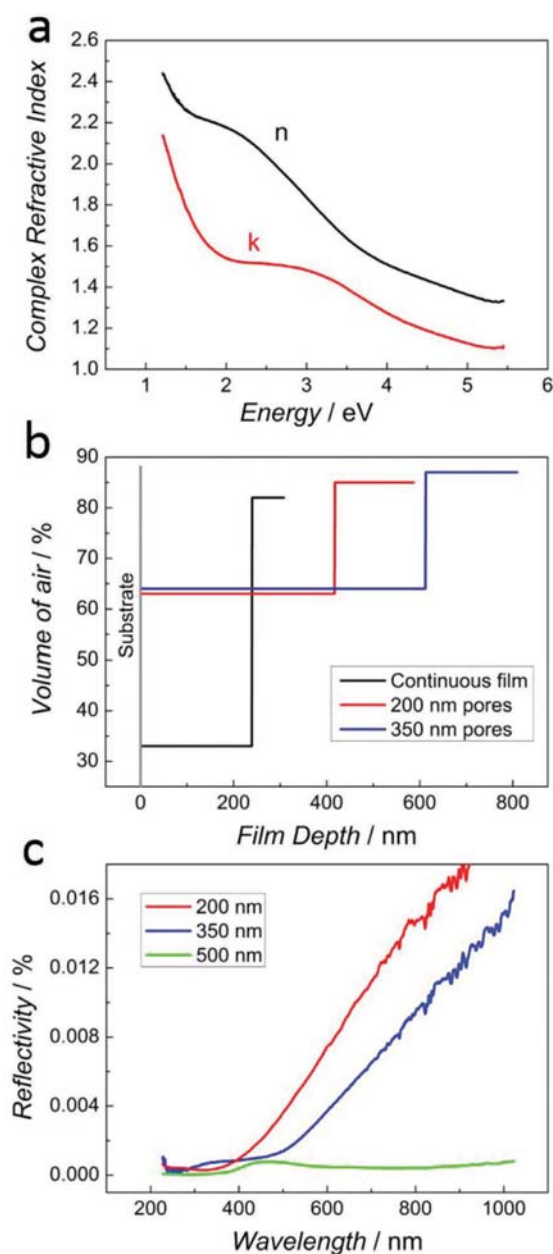 a
Complex Refractive Index
2.6
2.4
2.2
2.0
1.8
1.6
1.4
1.2
1.0
n
k
1 2 3 4 5 6
Energy / eV
b
Volume of air / %
90
80
70
60
50
40
30
Substrate
Continuous film
200 nm pores
350 nm pores
0 200 400 600 800
Film Depth / nm
c
Reflectivity / %
0.016
0.012
0.008
0.004
0.000
200 nm
350 nm
500 nm
200 400 600 800 1000
Wavelength / nm